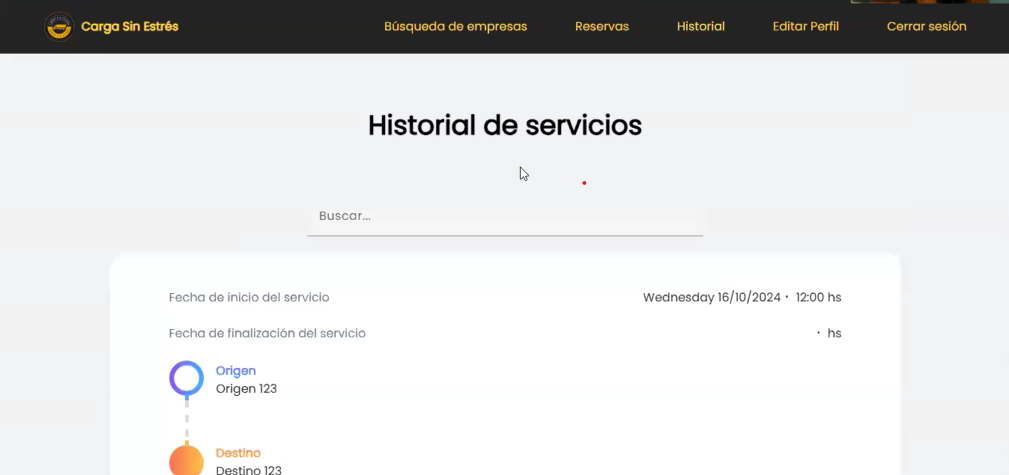 Carga Sin Estrés Búsqueda de empresas Reservas Historial Editar Perfil Cerrar sesión
Historial de servicios
Buscar...
Fecha de inicio del servicio Wednesday 16/10/2024 · 12:00 hs
Fecha de finalización del servicio · hs
Origen
Origen 123
Destino
Destino 123